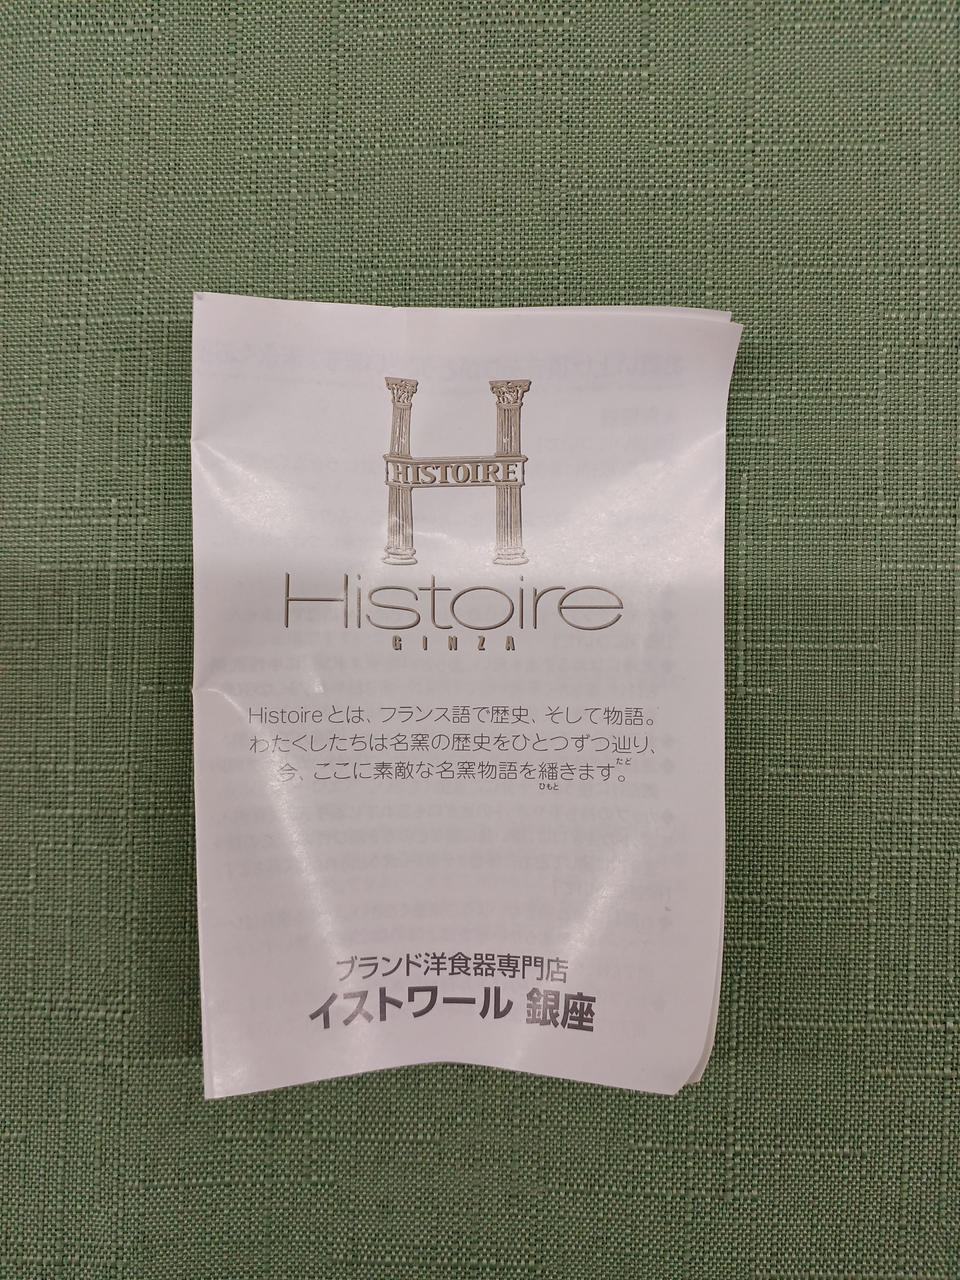 HISTOIRE
Histoire
GINZA
Histoireとは、フランス語で歴史、そして物語。
わたくしたちは名窯の歴史をひとつずつ辿り、
たど
今、ここに素敵な名窯物語を繙きます。
ひもと
ブランド洋食器専門店
イストワール 銀座